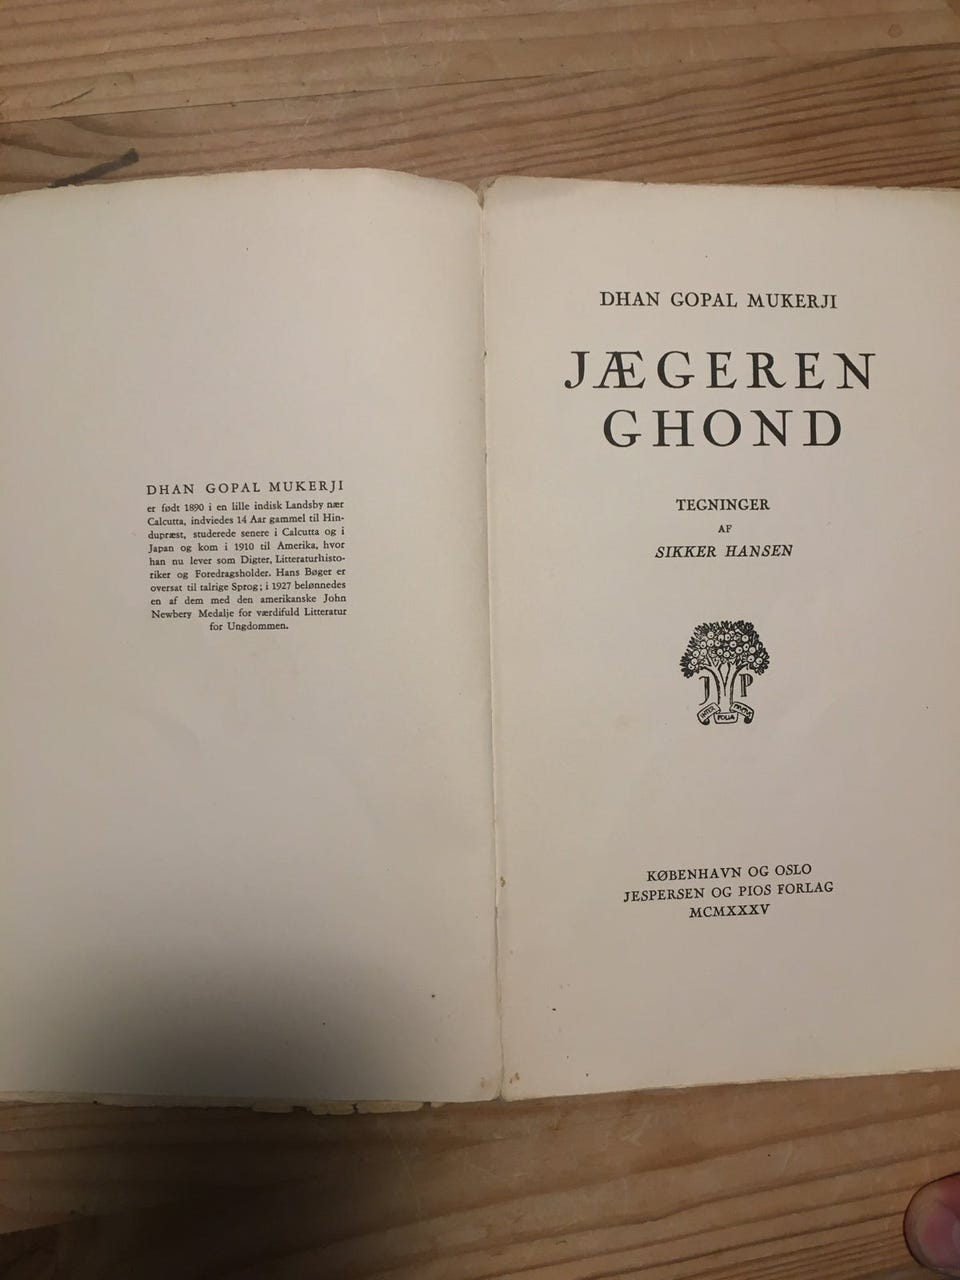 DHAN GOPAL MUKERJI
er født 1890 i en lille indisk Landsby nær
Calcutta, indviedes 14 Aar gammel til Hin-
dupræst, studerede senere i Calcutta og i
Japan og kom i 1910 til Amerika, hvor
han nu lever som Digter, Litteraturhisto-
riker og Foredragsholder. Hans Bøger er
oversat til talrige Sprog; i 1927 belønnedes
en af dem med den amerikanske John
Newbery Medalje for værdifuld Litteratur
for Ungdommen.
DHAN GOPAL MUKERJI
JÆGEREN
GHOND
TEGNINGER
AF
SIKKER HANSEN
J P
INTER FOLIA FRUCTUS
KØBENHAVN OG OSLO
JESPERSEN OG PIOS FORLAG
MCMXXXV